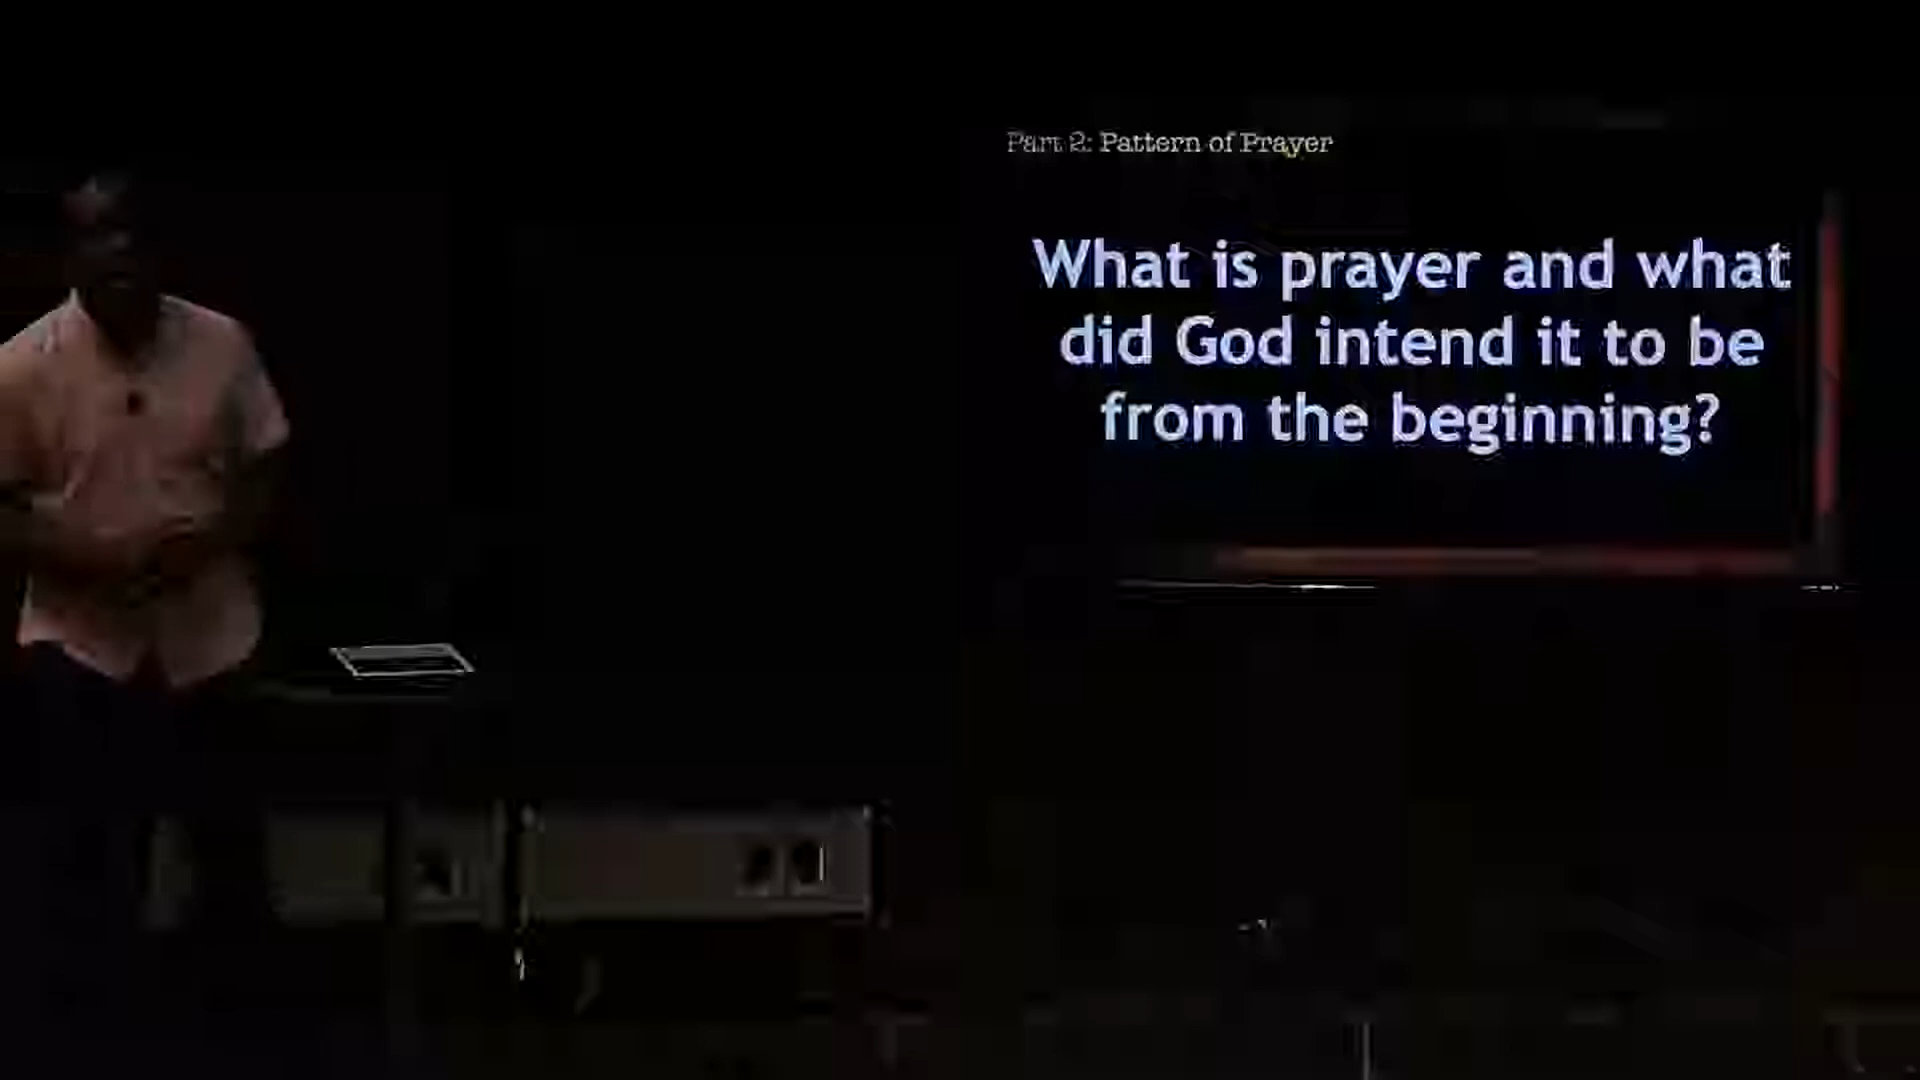 Part 2: Pattern of Prayer
What is prayer and what
did God intend it to be
from the beginning?